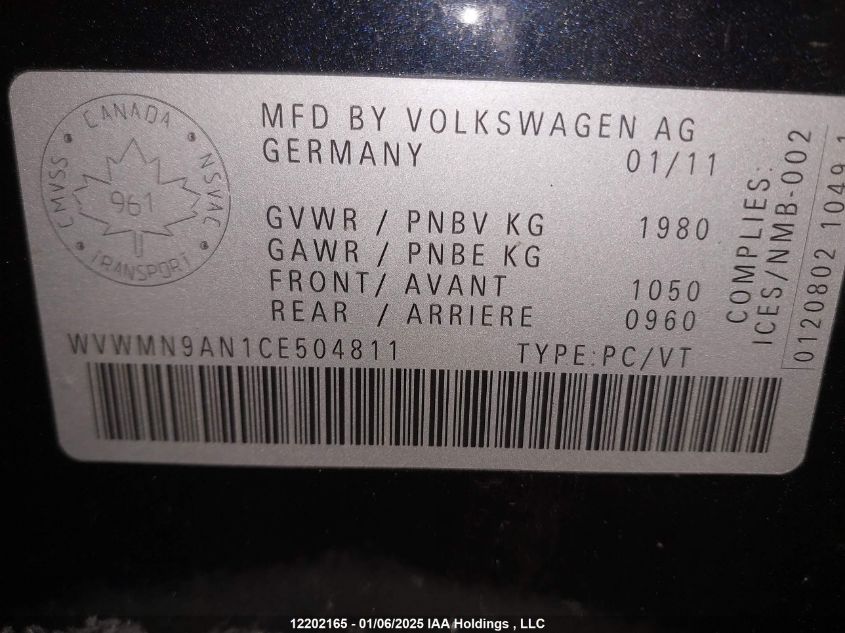 CANADA
CMVSS
NSVAC
961
TRANSPORT
MFD BY VOLKSWAGEN AG
GERMANY 01/11
GVWR / PNBV KG 1980
GAWR / PNBE KG
FRONT/ AVANT 1050
REAR / ARRIERE 0960
WVWMN9AN1CE504811 TYPE:PC/VT
COMPLIES:
ICES/NMB-002
0120802 1049 1
12202165 - 01/06/2025 IAA Holdings , LLC